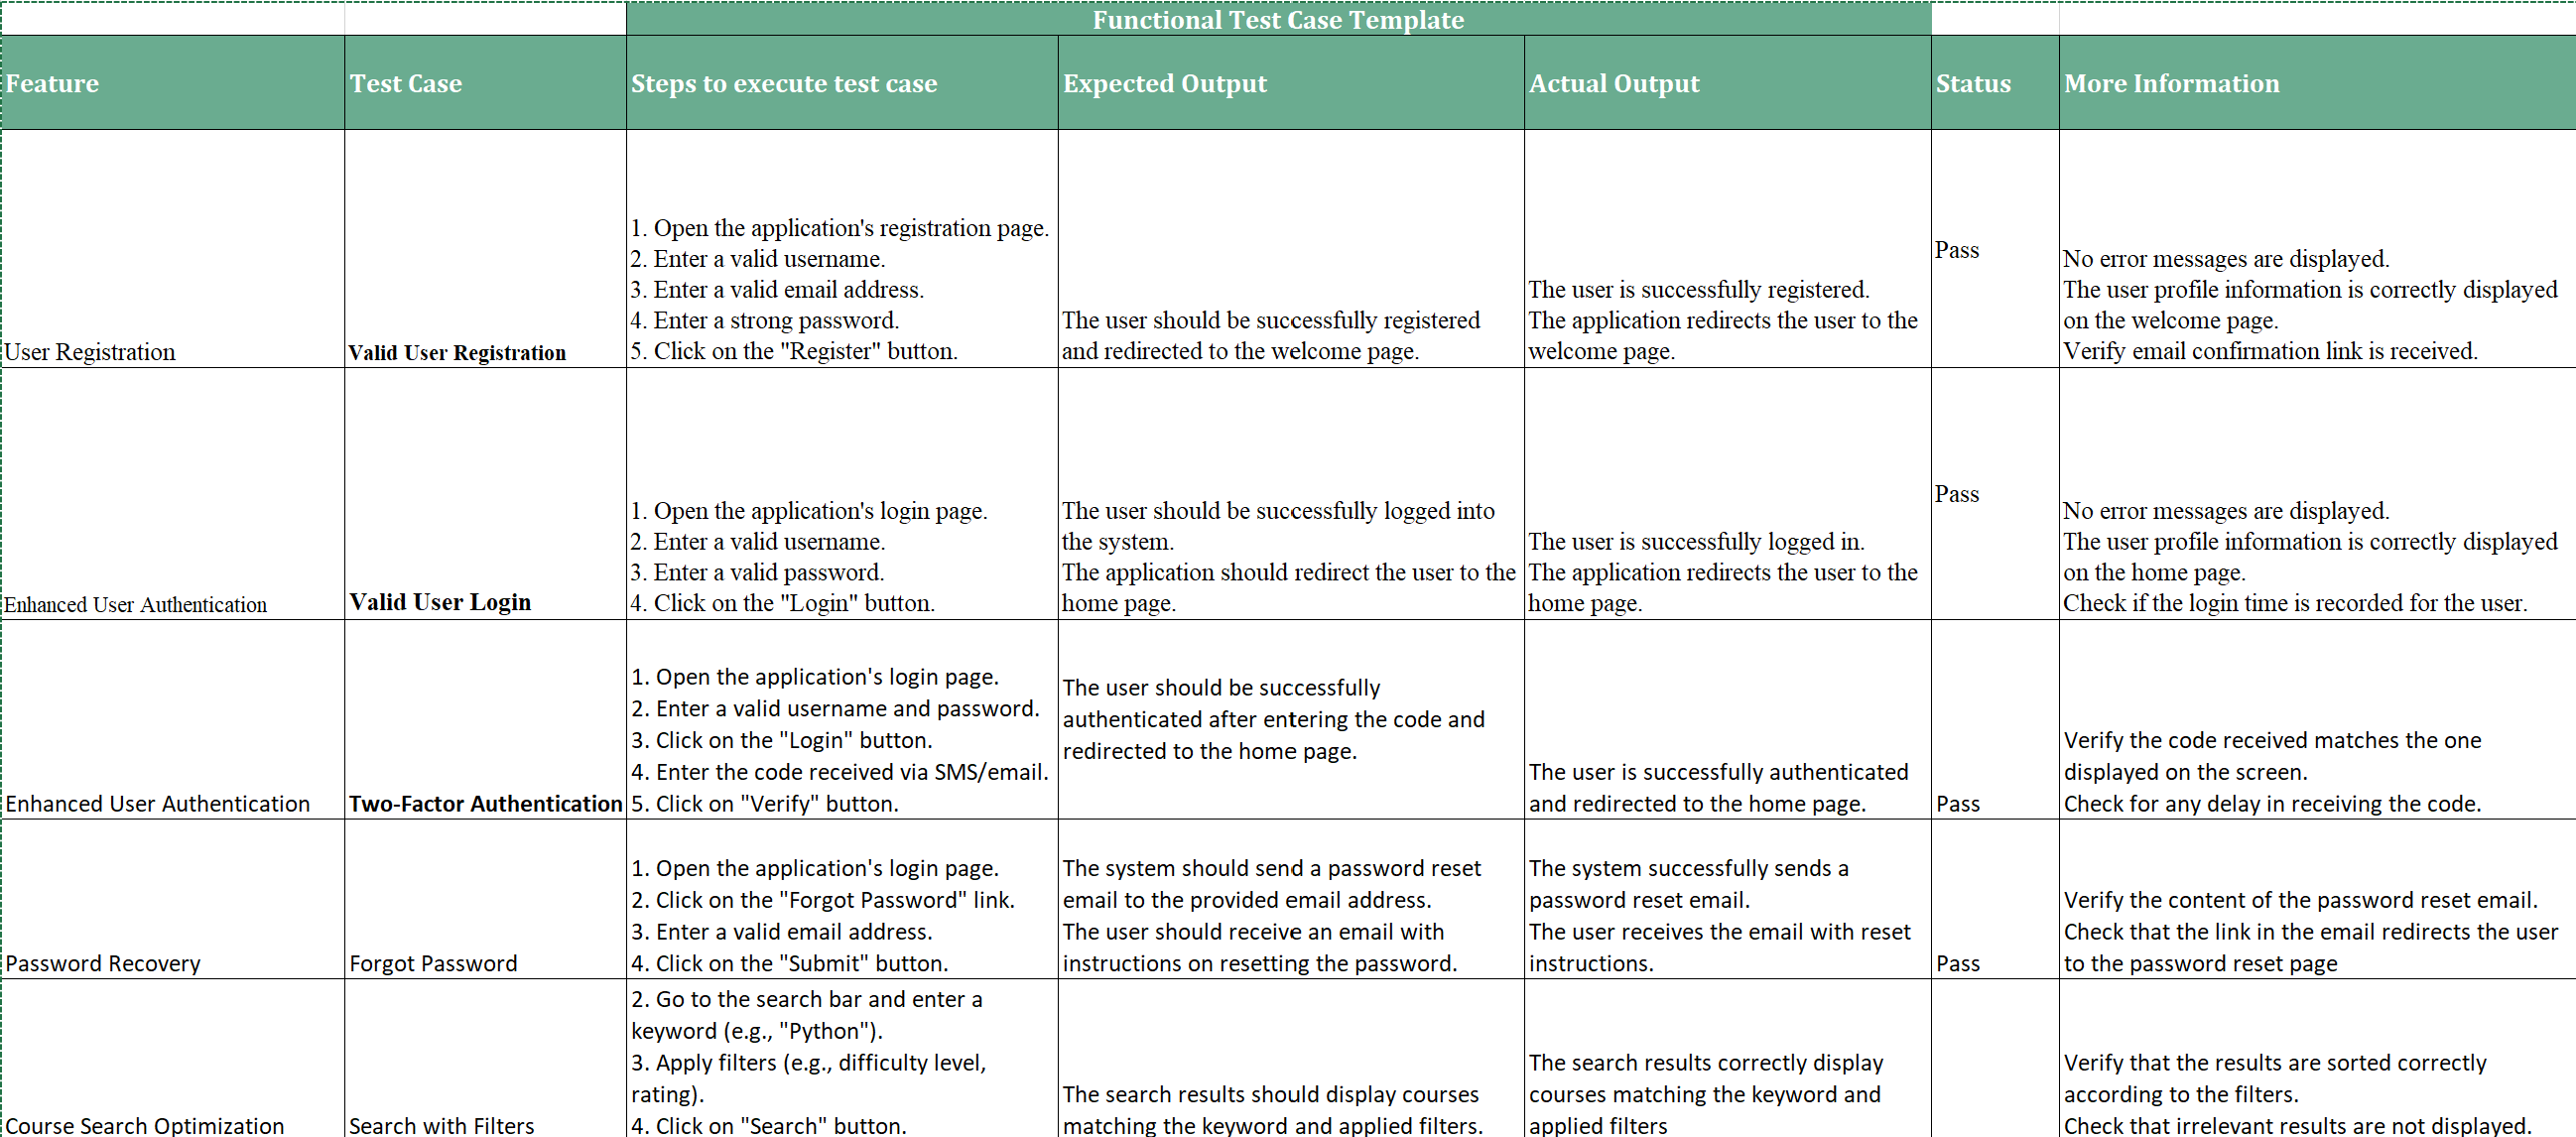 Functional Test Case Template
Feature
Test Case
Steps to execute test case
Expected Output
Actual Output
Status
More Information
User Registration
Valid User Registration
1. Open the application's registration page.
2. Enter a valid username.
3. Enter a valid email address.
4. Enter a strong password.
5. Click on the "Register" button.
The user should be successfully registered
and redirected to the welcome page.
The user is successfully registered.
The application redirects the user to the
welcome page.
Pass
No error messages are displayed.
The user profile information is correctly displayed
on the welcome page.
Verify email confirmation link is received.
Enhanced User Authentication
Valid User Login
1. Open the application's login page.
2. Enter a valid username.
3. Enter a valid password.
4. Click on the "Login" button.
The user should be successfully logged into
the system.
The application should redirect the user to the
home page.
The user is successfully logged in.
The application redirects the user to the
home page.
Pass
No error messages are displayed.
The user profile information is correctly displayed
on the home page.
Check if the login time is recorded for the user.
Enhanced User Authentication
Two-Factor Authentication
1. Open the application's login page.
2. Enter a valid username and password.
3. Click on the "Login" button.
4. Enter the code received via SMS/email.
5. Click on "Verify" button.
The user should be successfully
authenticated after entering the code and
redirected to the home page.
The user is successfully authenticated
and redirected to the home page.
Pass
Verify the code received matches the one
displayed on the screen.
Check for any delay in receiving the code.
Password Recovery
Forgot Password
1. Open the application's login page.
2. Click on the "Forgot Password" link.
3. Enter a valid email address.
4. Click on the "Submit" button.
The system should send a password reset
email to the provided email address.
The user should receive an email with
instructions on resetting the password.
The system successfully sends a
password reset email.
The user receives the email with reset
instructions.
Pass
Verify the content of the password reset email.
Check that the link in the email redirects the user
to the password reset page
Course Search Optimization
Search with Filters
2. Go to the search bar and enter a
keyword (e.g., "Python").
3. Apply filters (e.g., difficulty level,
rating).
4. Click on "Search" button.
The search results should display courses
matching the keyword and applied filters.
The search results correctly display
courses matching the keyword and
applied filters
Verify that the results are sorted correctly
according to the filters.
Check that irrelevant results are not displayed.